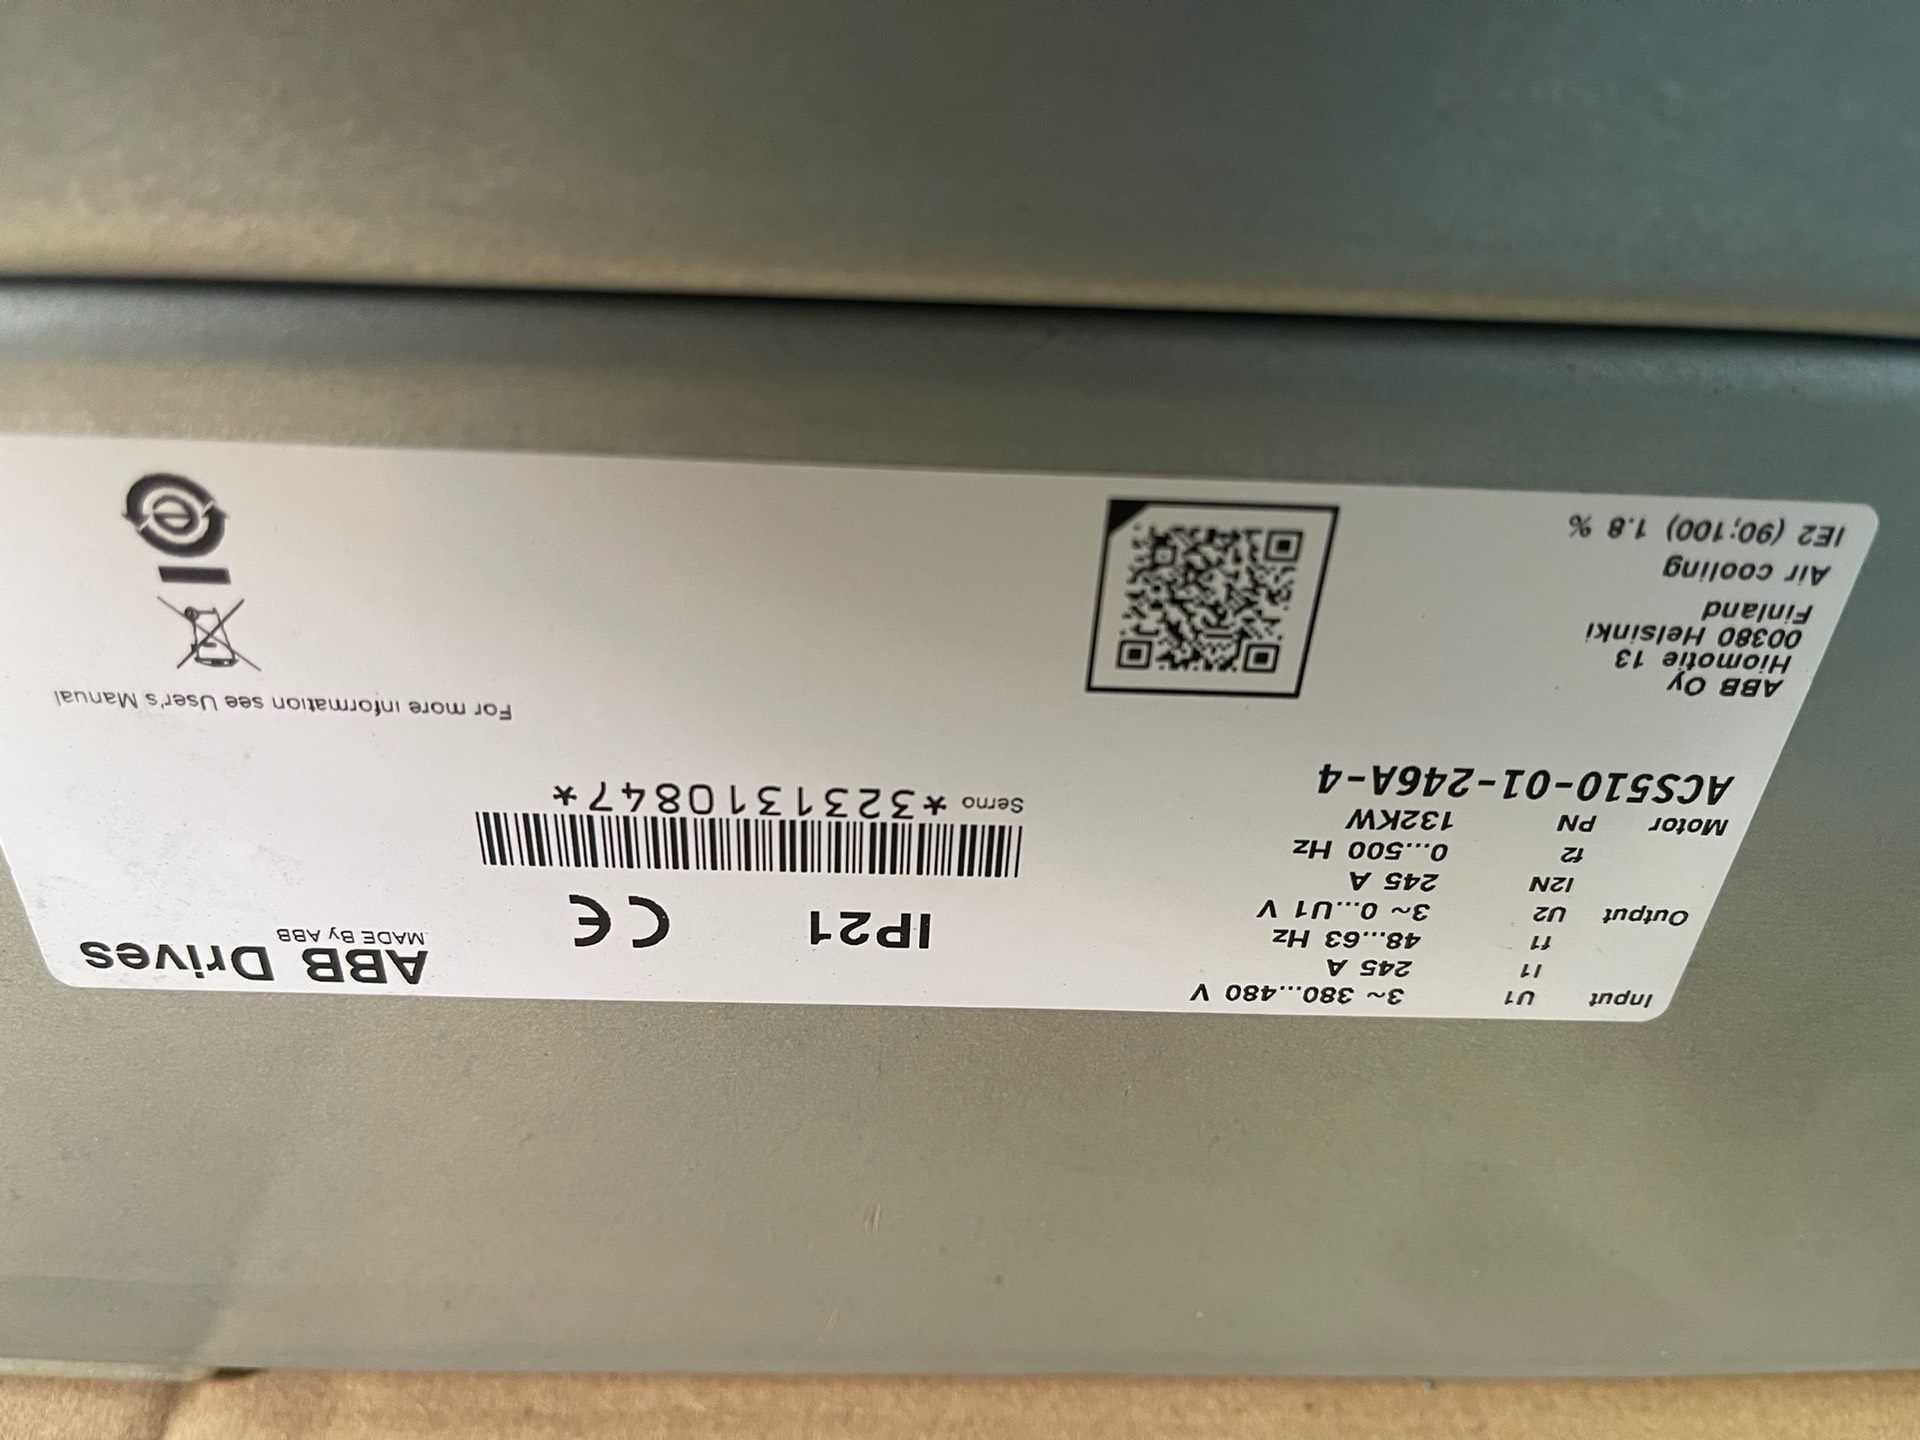 ABB Drives
MADE By ABB
Input U1 3~ 380...480 V
I1 245 A
f1 48...63 Hz
Output U2 3~ 0...U1 V
I2N 245 A
f2 0...500 Hz
Motor PN 132KW
ACS510-01-246A-4
IP21
CE
Serno *3231310847*
For more information see User's Manual
ABB Oy
Hiomotie 13
00380 Helsinki
Finland
Air cooling
IE2 (90;100) 1.8 %
e